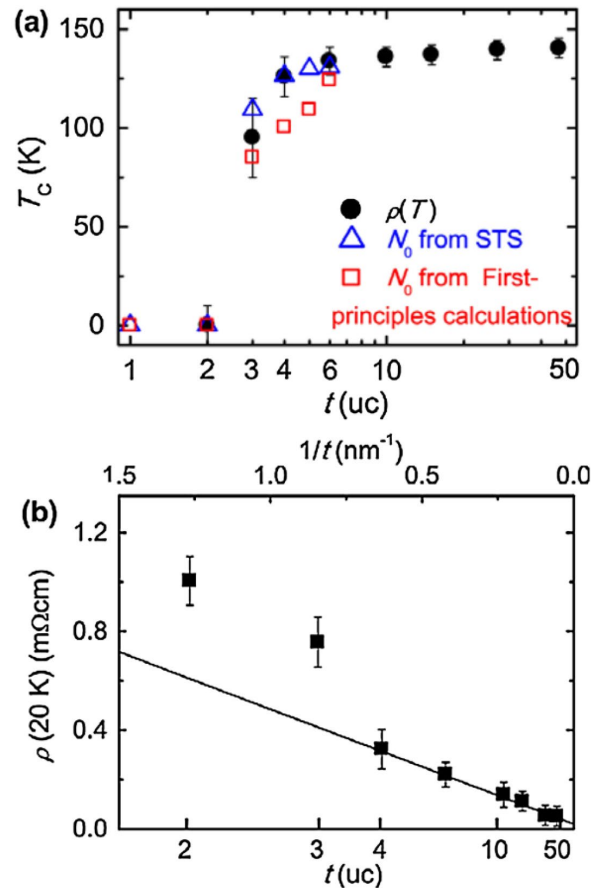 (a)
150
100
50
0
T_C (K)
ρ(T)
N_0 from STS
N_0 from First-
principles calculations
1 2 3 4 6 10 50
t (uc)
1/t (nm⁻¹)
1.5 1.0 0.5 0.0
(b)
1.2
0.8
0.4
0.0
ρ (20 K) (mΩcm)
2 3 4 10 50
t (uc)